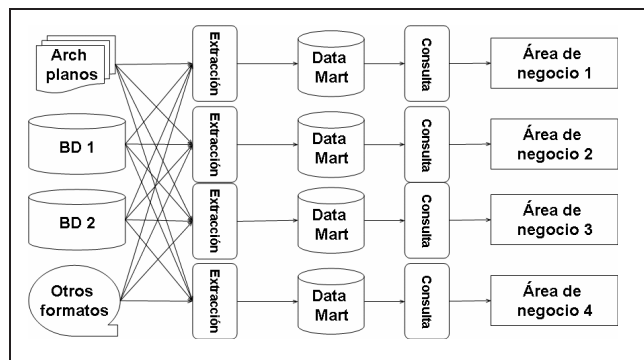 Arch
planos
Extracción
Data
Mart
Consulta
Área de
negocio 1
BD 1
Extracción
Data
Mart
Consulta
Área de
negocio 2
BD 2
Extracción
Data
Mart
Consulta
Área de
negocio 3
Otros
formatos
Extracción
Data
Mart
Consulta
Área de
negocio 4